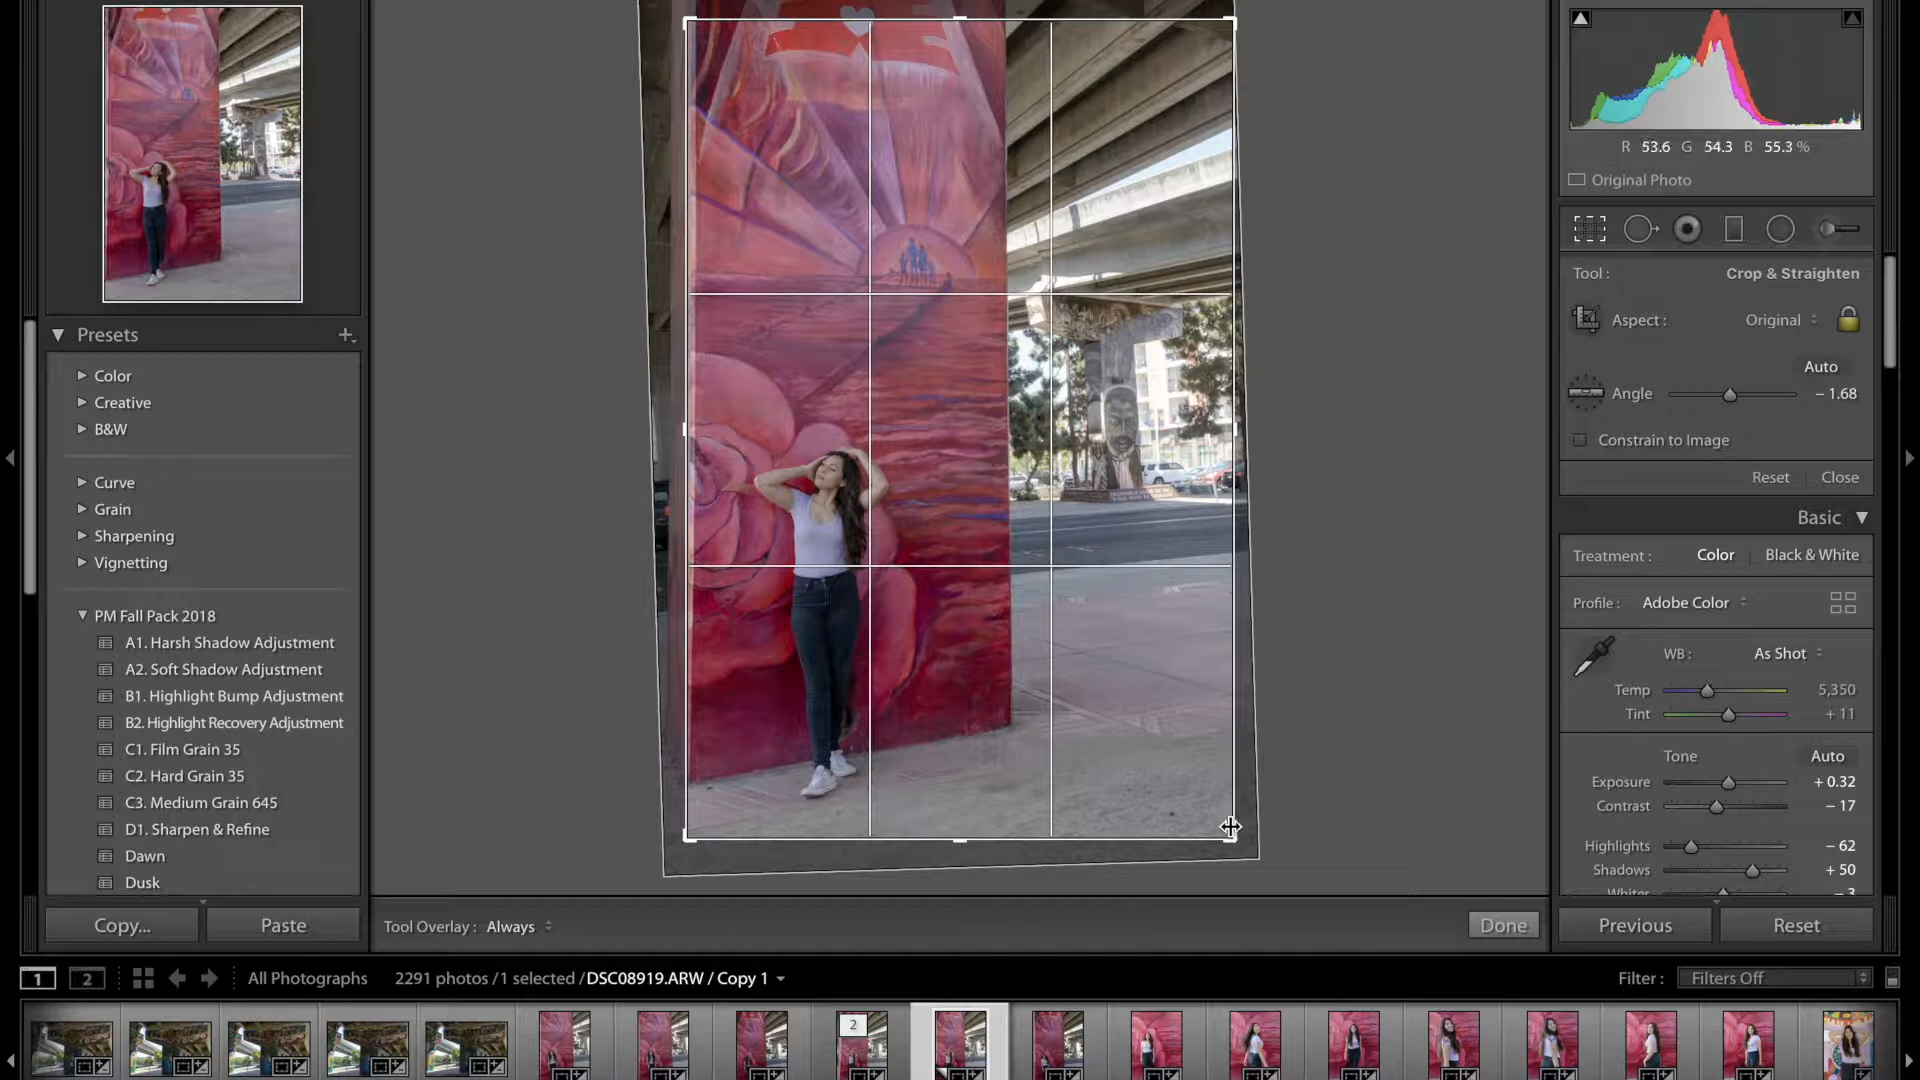 R 53.6 G 54.3 B 55.3 %
Original Photo
Tool : Crop & Straighten
Aspect : Original
Auto
Angle − 1.68
Constrain to Image
Reset Close
Basic
Treatment : Color Black & White
Profile : Adobe Color
WB : As Shot
Temp 5,350
Tint + 11
Tone Auto
Exposure + 0.32
Contrast − 17
Highlights − 62
Shadows + 50
Whites − 3
Previous Reset
Presets
Color
Creative
B&W
Curve
Grain
Sharpening
Vignetting
PM Fall Pack 2018
A1. Harsh Shadow Adjustment
A2. Soft Shadow Adjustment
B1. Highlight Bump Adjustment
B2. Highlight Recovery Adjustment
C1. Film Grain 35
C2. Hard Grain 35
C3. Medium Grain 645
D1. Sharpen & Refine
Dawn
Dusk
Copy... Paste
Tool Overlay : Always Done
1 2 All Photographs 2291 photos / 1 selected / DSC08919.ARW / Copy 1 Filter : Filters Off
2